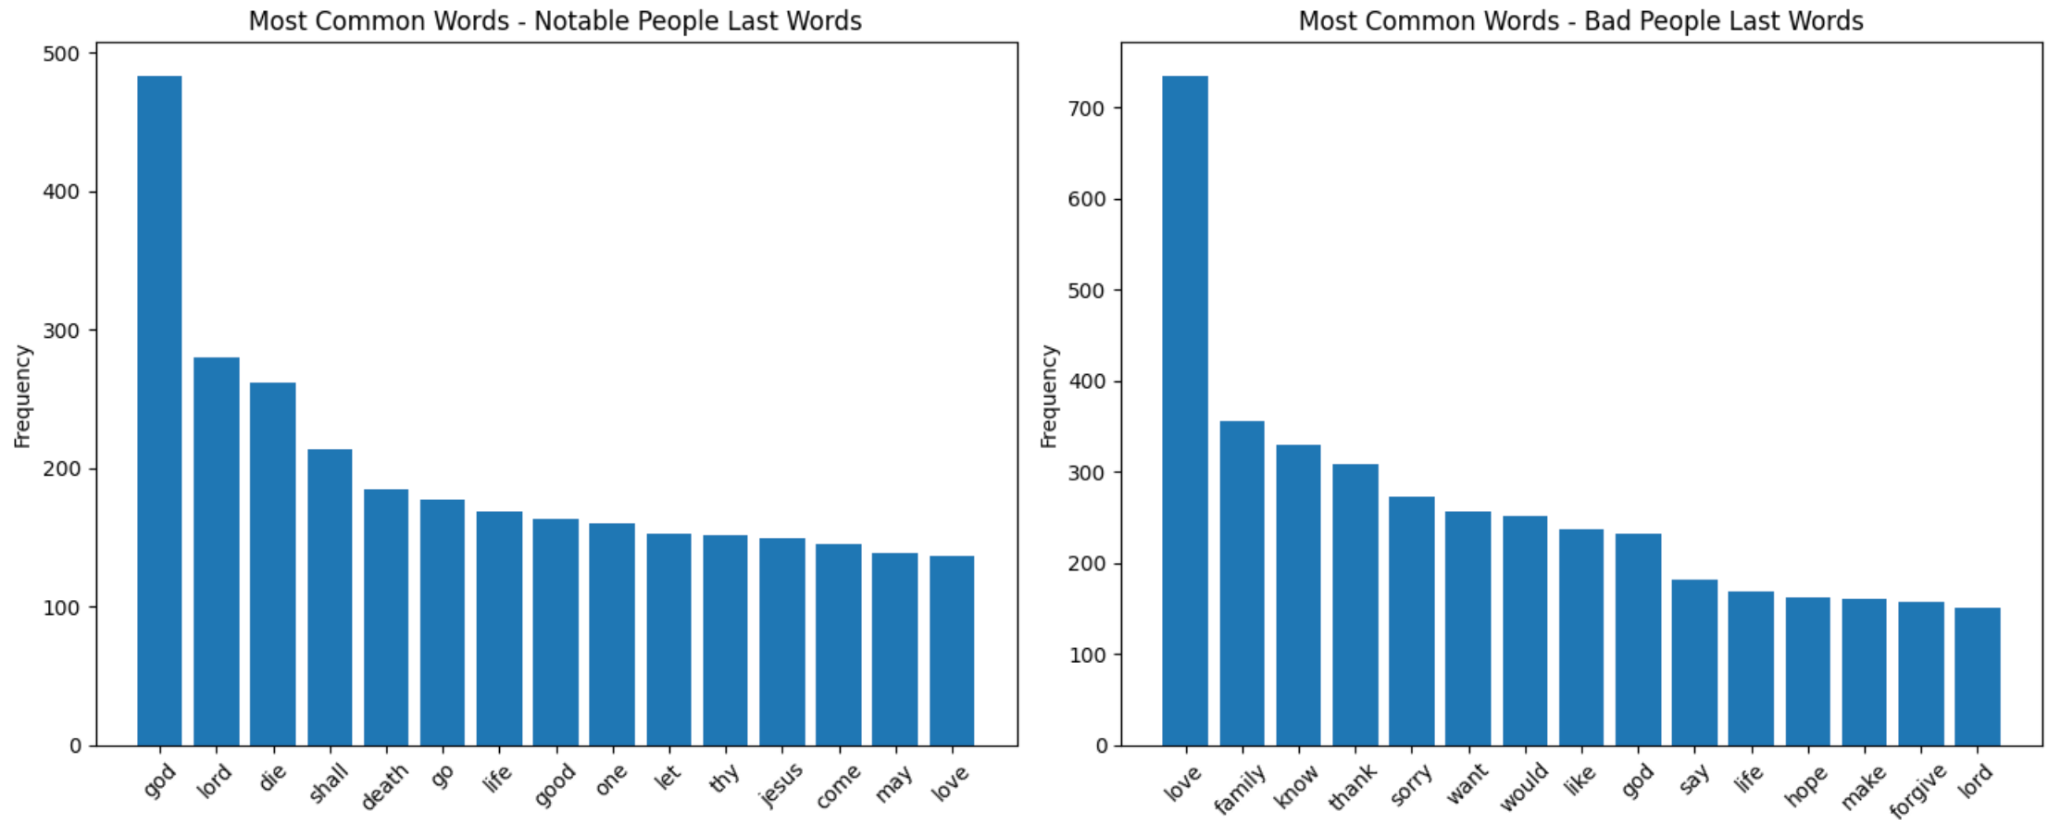 Most Common Words - Notable People Last Words
500
400
300
200
100
0
Frequency
god lord die shall death go life good one let thy jesus come may love
Most Common Words - Bad People Last Words
700
600
500
400
300
200
100
0
Frequency
love family know thank sorry want would like god say life hope make forgive lord